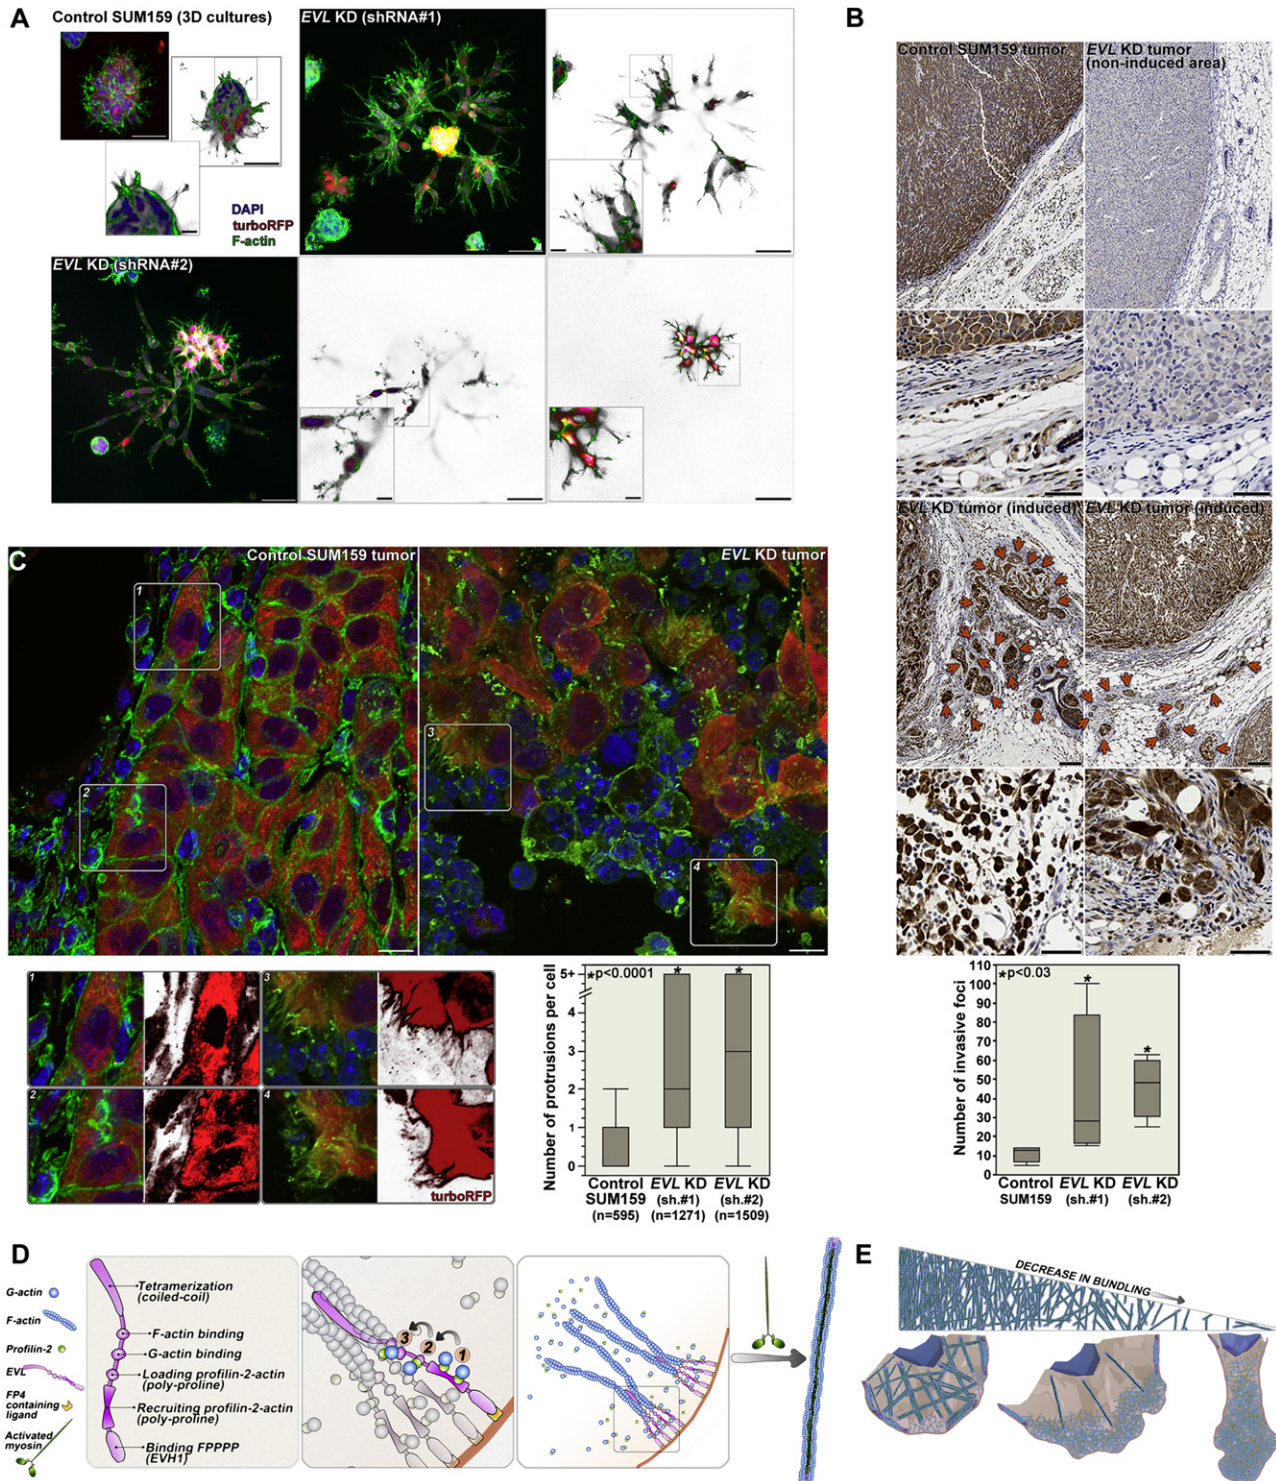 A
Control SUM159 (3D cultures)
EVL KD (shRNA#1)
DAPI
turboRFP
F-actin
EVL KD (shRNA#2)
B
Control SUM159 tumor
EVL KD tumor
(non-induced area)
EVL KD tumor (induced)
EVL KD tumor (induced)
*p<0.03
Number of invasive foci
110
100
90
80
70
60
50
40
30
20
10
0
*
*
Control
SUM159
EVL KD
(sh.#1)
EVL KD
(sh.#2)
C
Control SUM159 tumor
EVL KD tumor
1
2
3
4
turboRFP
1
3
2
4
turboRFP
*p<0.0001
Number of protrusions per cell
5+
4
3
2
1
0
*
*
Control
SUM159
(n=595)
EVL KD
(sh.#1)
(n=1271)
EVL KD
(sh.#2)
(n=1509)
D
G-actin
F-actin
Profilin-2
EVL
FP4
containing
ligand
Activated
myosin
Tetramerization
(coiled-coil)
F-actin binding
G-actin binding
Loading profilin-2-actin
(poly-proline)
Recruiting profilin-2-actin
(poly-proline)
Binding FPPPP
(EVH1)
3
2
1
E
DECREASE IN BUNDLING